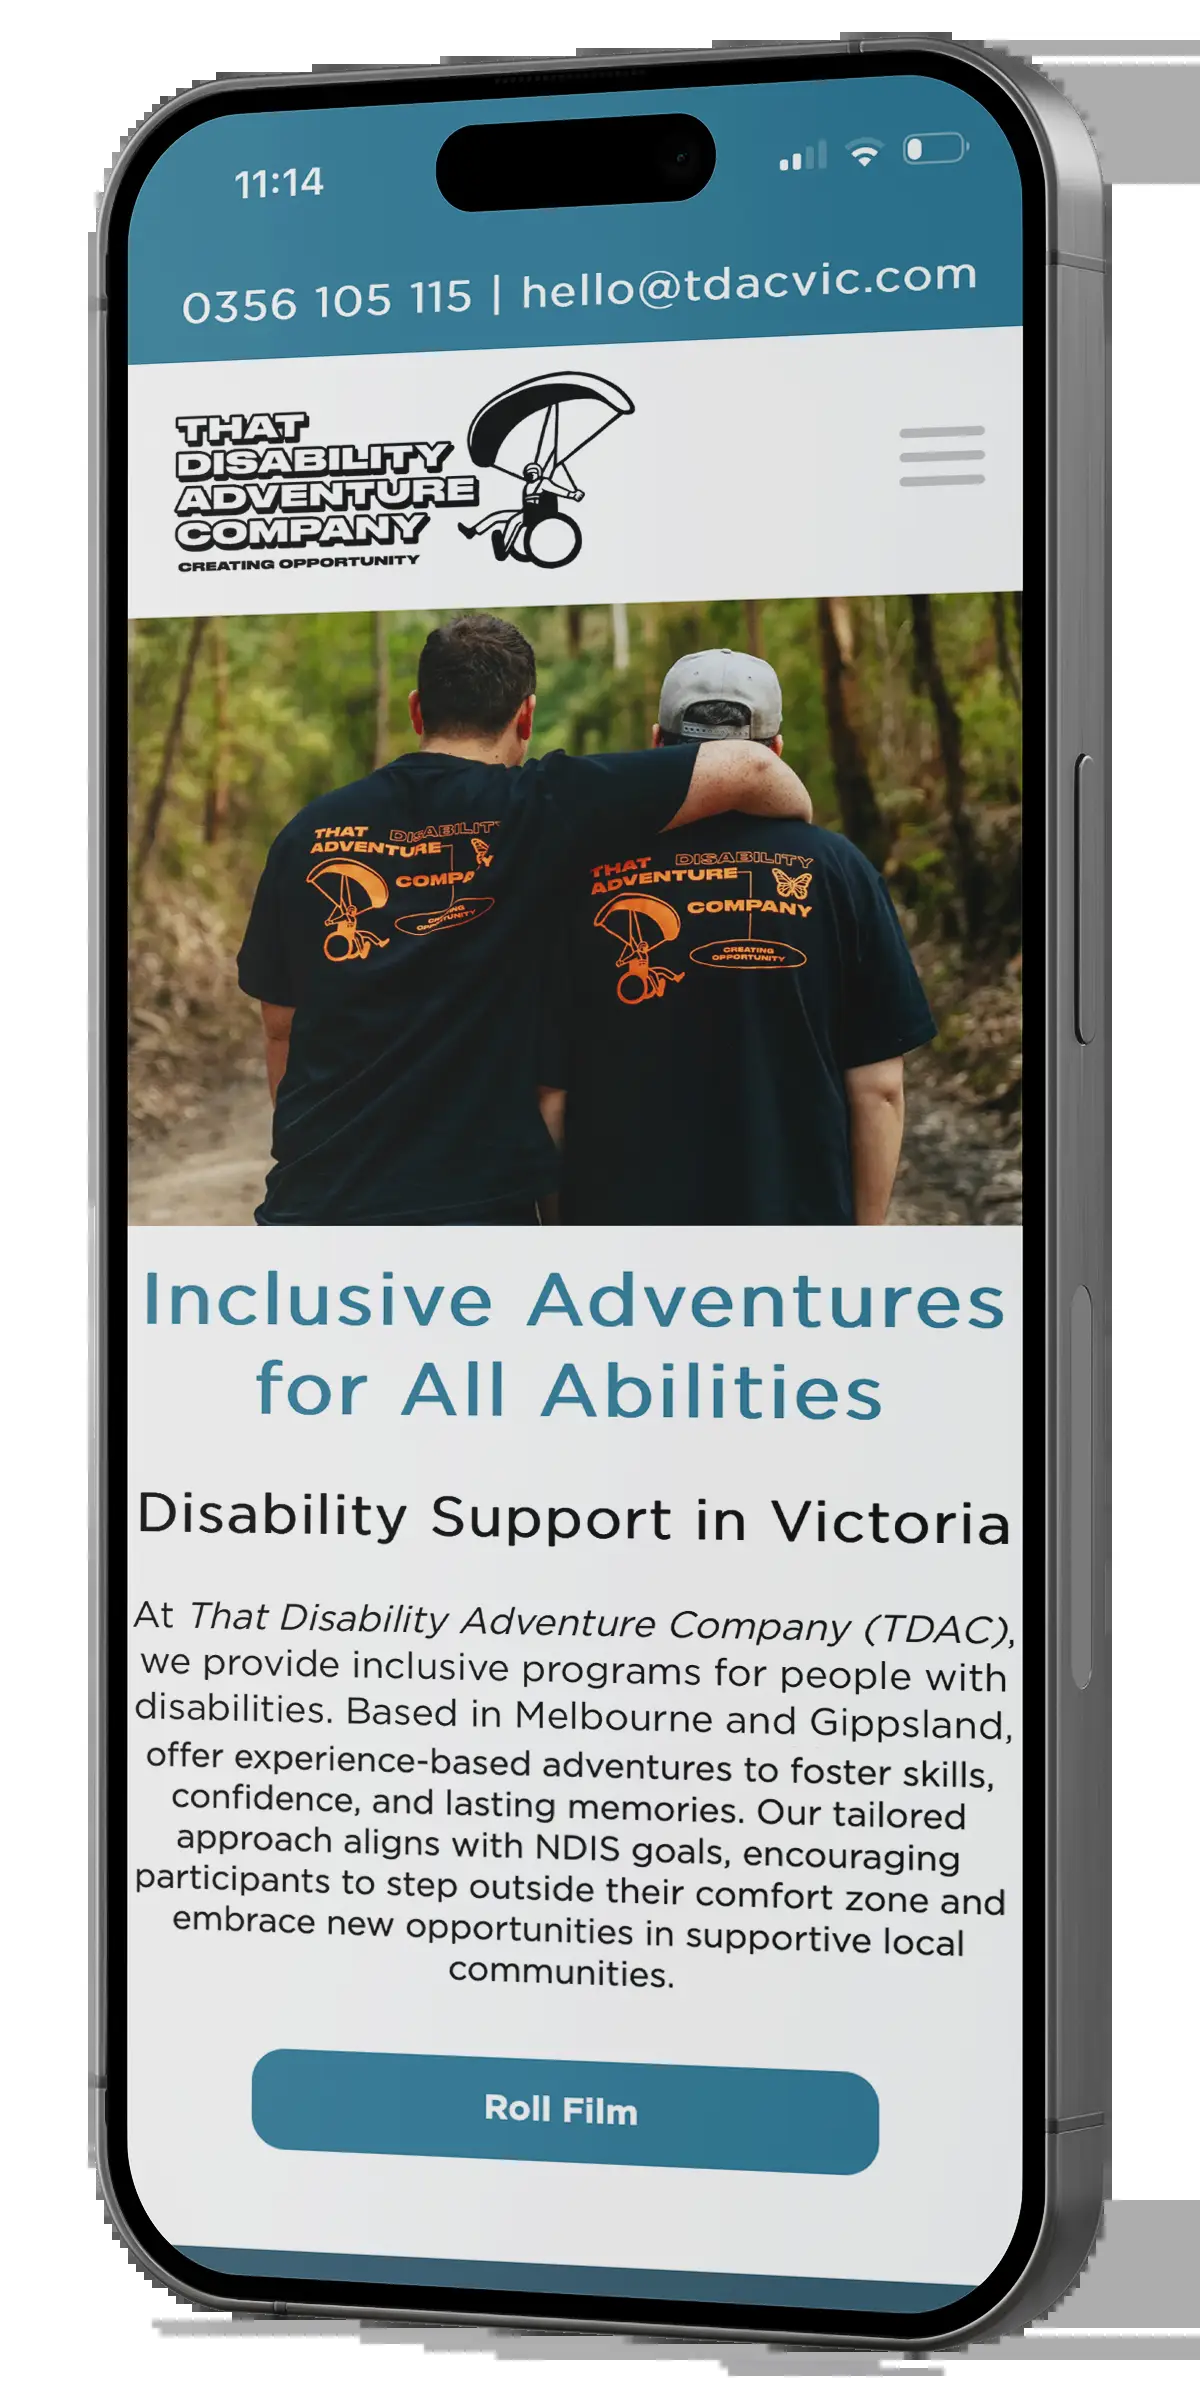 11:14
0356 105 115 | hello@tdacvic.com
THAT
DISABILITY
ADVENTURE
COMPANY
CREATING OPPORTUNITY
THAT DISABILIT
ADVENTURE
COMPA
OPPORTUNITY
THAT DISABILITY
ADVENTURE
COMPANY
CREATING
OPPORTUNITY
Inclusive Adventures
for All Abilities
Disability Support in Victoria
At That Disability Adventure Company (TDAC),
we provide inclusive programs for people with
disabilities. Based in Melbourne and Gippsland,
offer experience-based adventures to foster skills,
confidence, and lasting memories. Our tailored
approach aligns with NDIS goals, encouraging
participants to step outside their comfort zone and
embrace new opportunities in supportive local
communities.
Roll Film